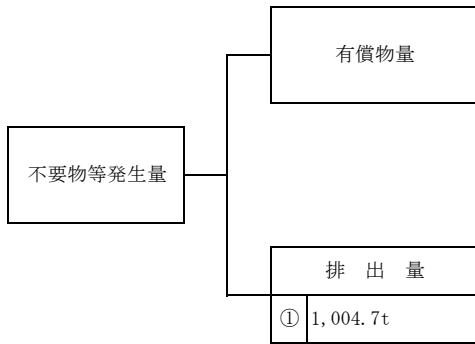 有償物量
不要物等発生量
排　出　量
① 1,004.7t